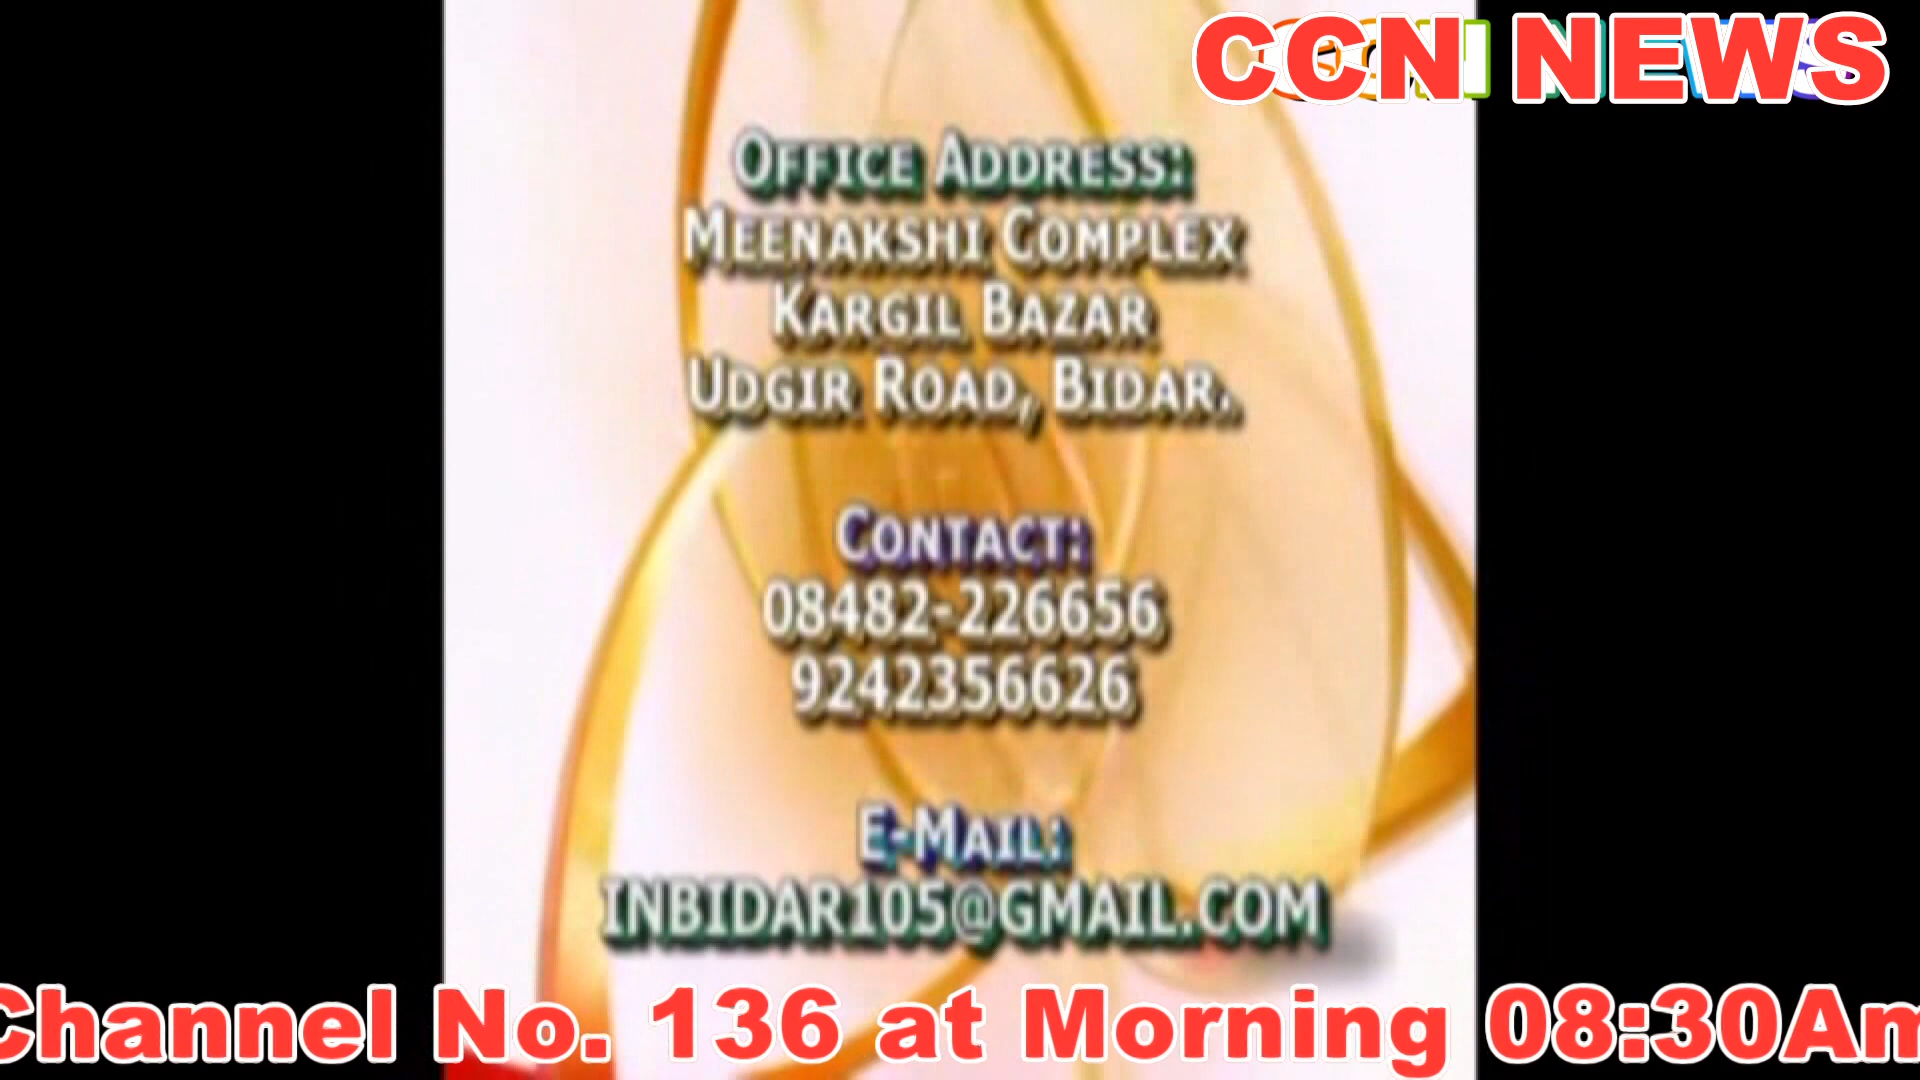 CCN NEWS
OFFICE ADDRESS:
MEENAKSHI COMPLEX
KARGIL BAZAR
UDGIR ROAD, BIDAR.
CONTACT:
08482-226656
9242356626
E-MAIL:
INBIDAR105@GMAIL.COM
Channel No. 136 at Morning 08:30Am